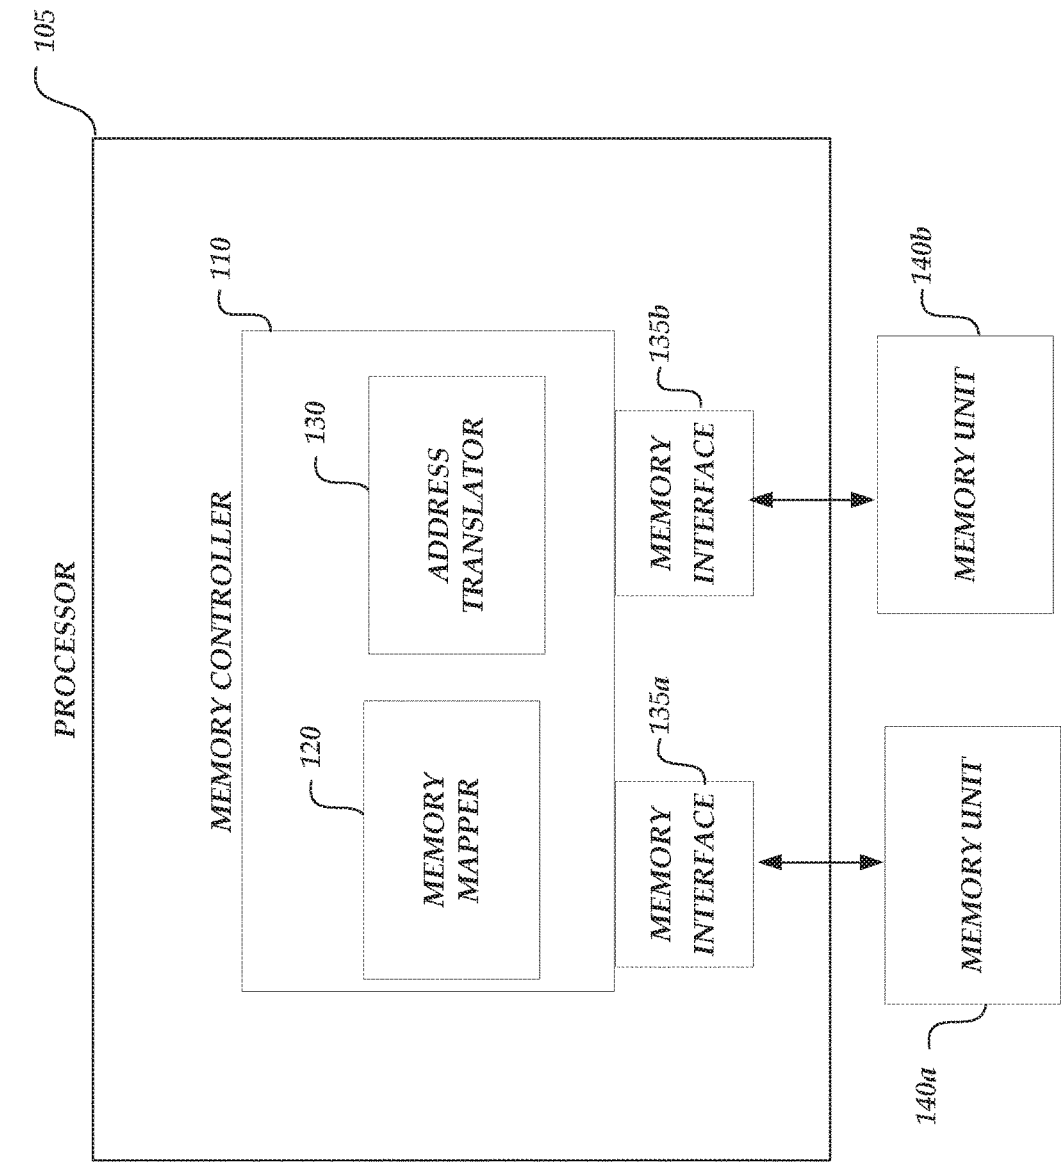 PROCESSOR
105
MEMORY CONTROLLER
110
MEMORY
MAPPER
120
ADDRESS
TRANSLATOR
130
MEMORY
INTERFACE
135a
MEMORY
INTERFACE
135b
MEMORY UNIT
140a
MEMORY UNIT
140b